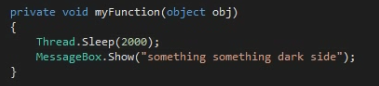 private void myFunction(object obj)
{
    Thread.Sleep(2000);
    MessageBox.Show("something something dark side");
}